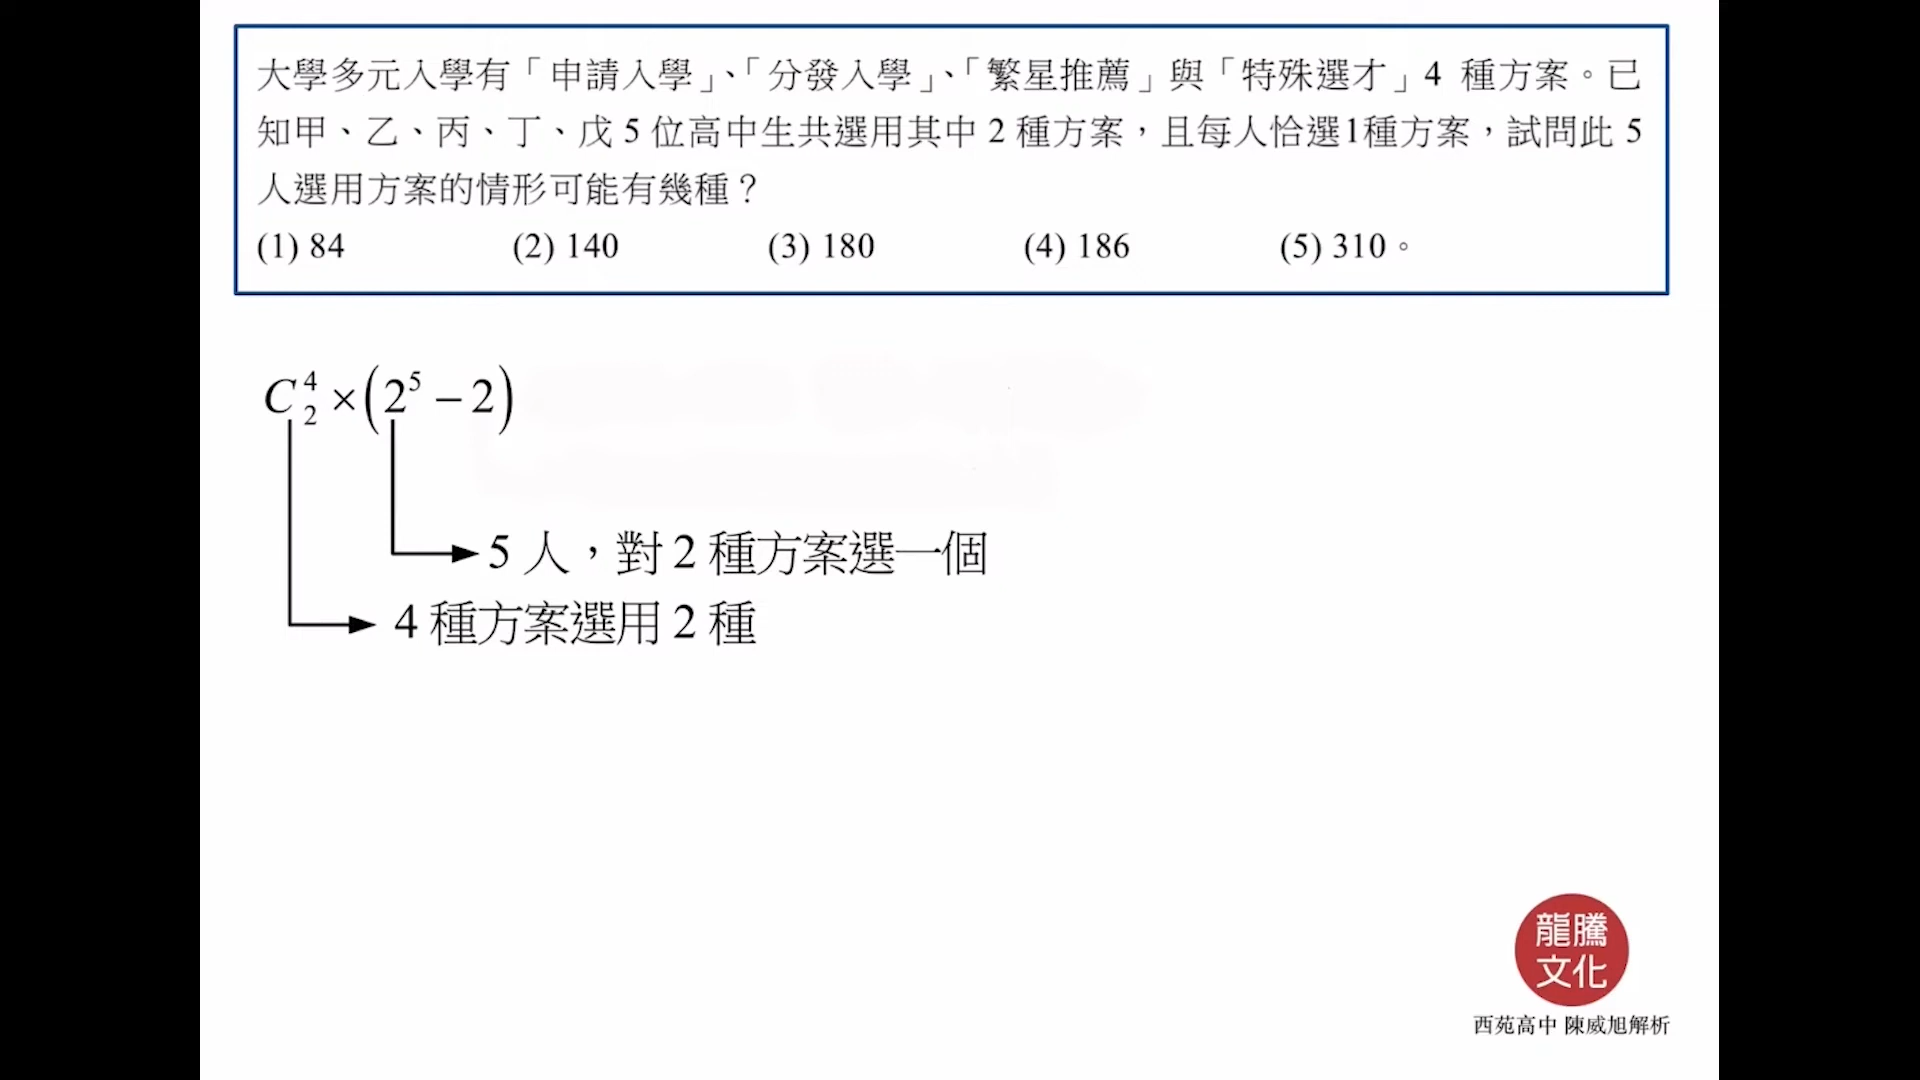 大學多元入學有「申請入學」、「分發入學」、「繁星推薦」與「特殊選才」4 種方案。已
知甲、乙、丙、丁、戊 5 位高中生共選用其中 2 種方案，且每人恰選1種方案，試問此 5
人選用方案的情形可能有幾種？
(1) 84 (2) 140 (3) 180 (4) 186 (5) 310。
C⁴₂ × (2⁵ − 2)
5 人，對 2 種方案選一個
4 種方案選用 2 種
龍騰
文化
西苑高中 陳威旭解析